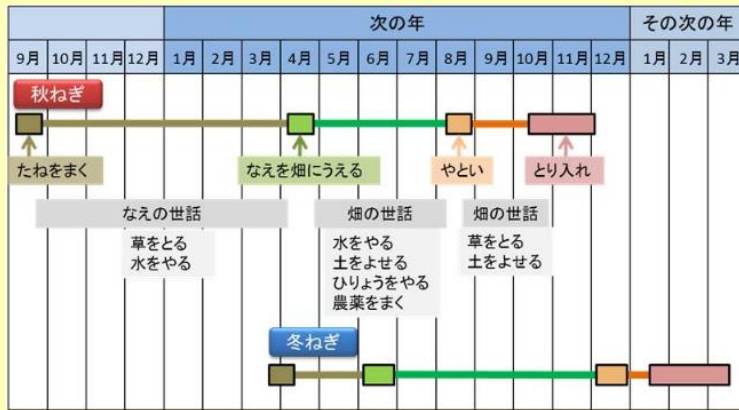 次の年 その次の年
9月 10月 11月 12月 1月 2月 3月 4月 5月 6月 7月 8月 9月 10月 11月 12月 1月 2月 3月
秋ねぎ
たねをまく なえを畑にうえる やとい とり入れ
なえの世話 畑の世話 畑の世話
草をとる 水をやる 草をとる
水をやる 土をよせる 土をよせる
ひりょうをやる
農薬をまく
冬ねぎ